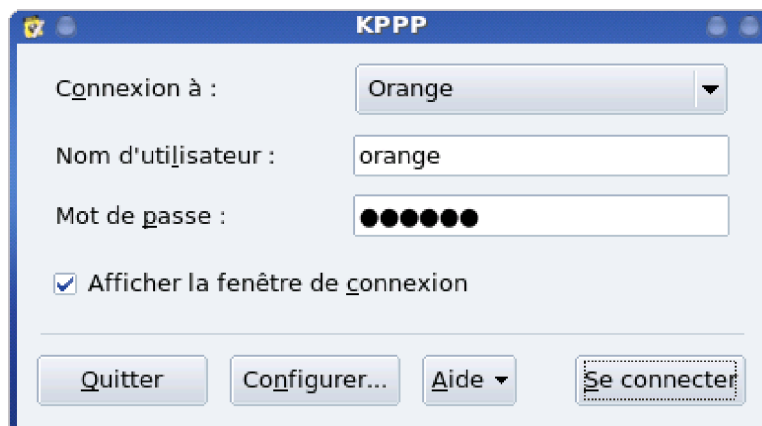 KPPP
Connexion à : Orange
Nom d'utilisateur : orange
Mot de passe : ●●●●●●
Afficher la fenêtre de connexion
Quitter Configurer... Aide Se connecter